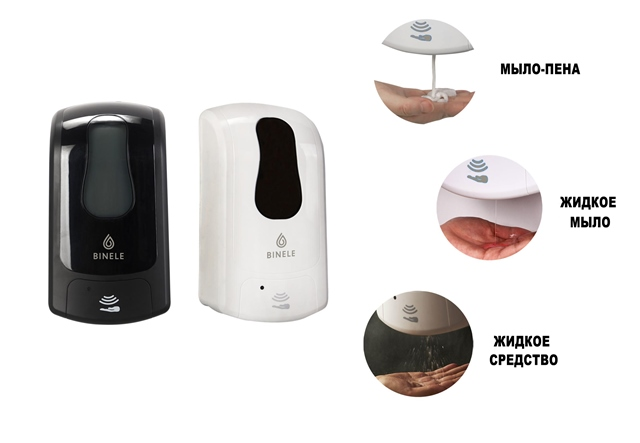 BINELE
BINELE
МЫЛО-ПЕНА
ЖИДКОЕ
МЫЛО
ЖИДКОЕ
СРЕДСТВО